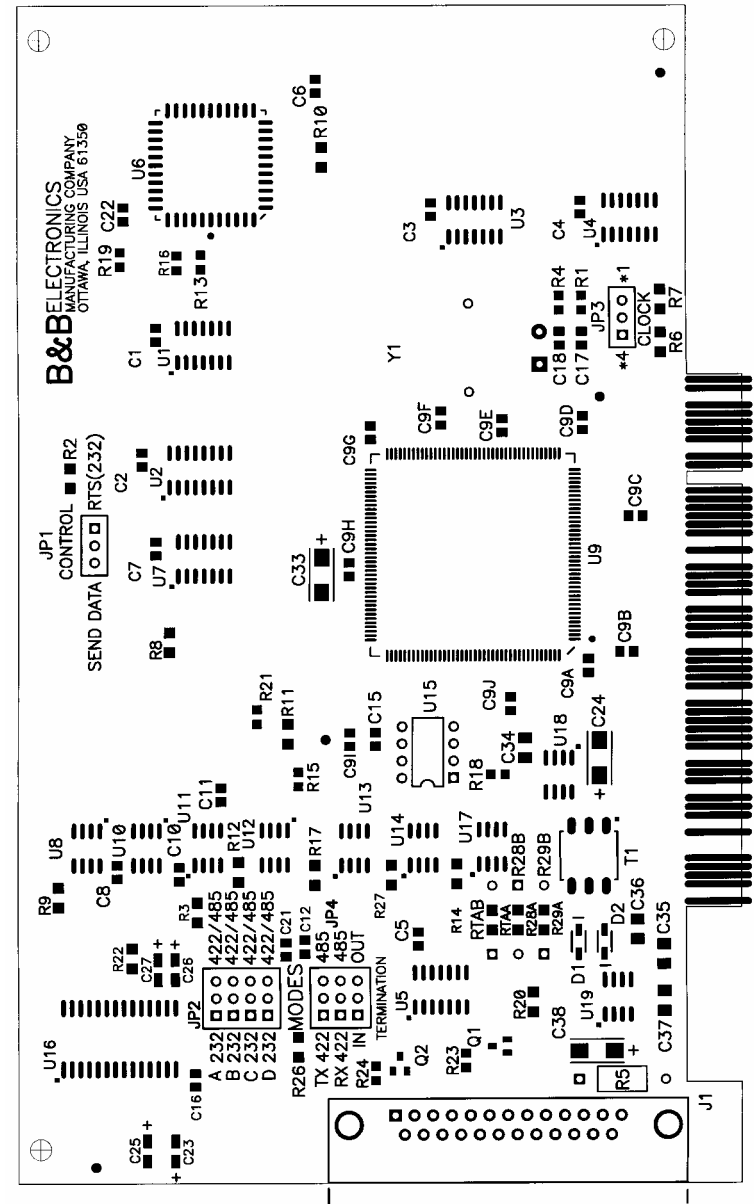 B&B ELECTRONICS
MANUFACTURING COMPANY
OTTAWA, ILLINOIS USA 61350
U6
C6
R10
C22
R19
R16
R13
C3
U3
C4
U4
C1
U1
Y1
R4
R1
C18
C17
JP3
*4 *1
CLOCK
R7
R6
JP1
CONTROL
SEND DATA
RTS(232)
R2
C2
U2
C7
U7
R8
C9G
C9F
C9E
C9D
C9C
C33
+
C9H
U9
C9B
C9A
R21
R11
R15
C9I
C15
U15
C9J
C34
R18
U18
C24
+
U8
R9
C8
U10
C10
U11
C11
R12
U12
R17
U13
U14
R27
U17
R14
R28B
R29B
T1
RTAB
RTAA
R28A
R29A
R3
R22
C27
+
C26
+
C21
C12
JP2
A 232 422/485
B 232 422/485
C 232 422/485
D 232 422/485
MODES
JP4
TX 422 485
RX 422 485
IN OUT
TERMINATION
R26
R24
C5
U5
Q2
R23
Q1
R20
D1
D2
C36
C35
U19
C38
+
C37
R5
U16
C16
C25
+
C23
+
J1